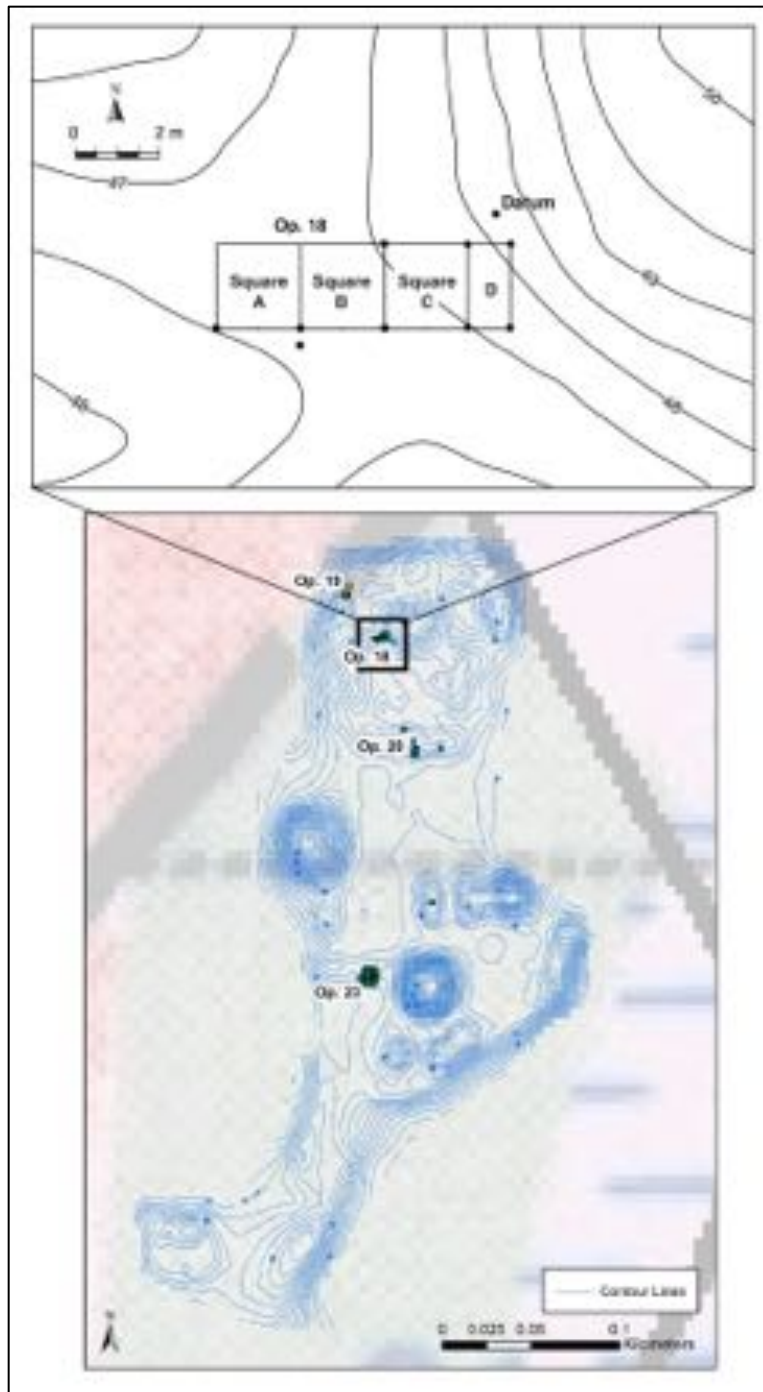 N
0 2 m
47
Datum
Op. 18
Square A
Square B
Square C
D
Op. 19
Op. 18
Op. 20
Op. 23
N
Contour Lines
0 0.025 0.05 0.1
Kilometers